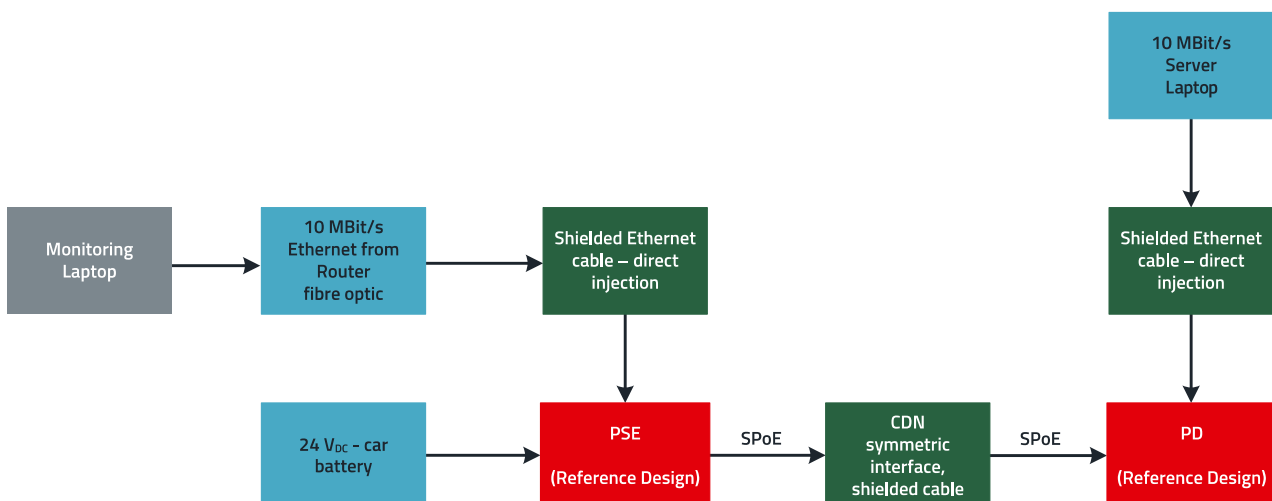 10 MBit/s
Server
Laptop
Monitoring
Laptop
10 MBit/s
Ethernet from
Router
fibre optic
Shielded Ethernet
cable – direct
injection
Shielded Ethernet
cable – direct
injection
24 VDC - car
battery
PSE
(Reference Design)
SPoE
CDN
symmetric
interface,
shielded cable
SPoE
PD
(Reference Design)